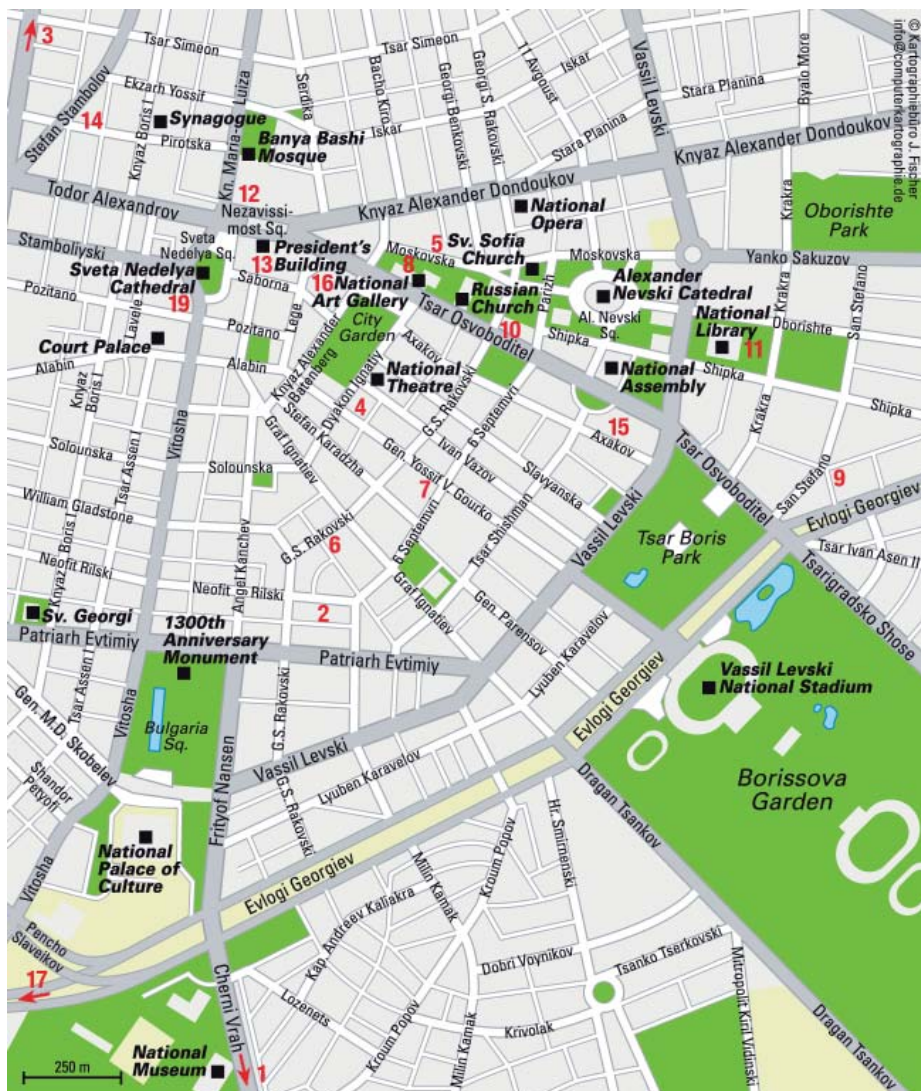 3
Tsar Simeon
Tsar Simeon
Iskar
Vassil Levski
Byalo More
© Kartographiebüro J. Fischer
info@computerkartographie.de
Stefan Stambolov
Ekzarh Yossif
Kn. Maria-Luiza
Serdika
Bacho Kiro
Georgi Benkovski
Georgi S. Rakovski
11 Avgoust
Stara Planina
14
Synagogue
Knyaz Boris I
Pirotska
Banya Bashi
Mosque
Iskar
Stara Planina
Knyaz Alexander Dondoukov
12
Todor Alexandrov
Nezavissi-
most Sq.
Knyaz Alexander Dondoukov
National
Opera
Krakra
Oborishte
Park
Stamboliyski
Sveta
Nedelya Sq.
President's
Building
13
5
Moskovska
Sv. Sofia
Church
Moskovska
Yanko Sakuzov
Sveta Nedelya
Cathedral
19
Saborna
16
8
National
Art Gallery
Russian
Church
Parizh
Alexander
Nevski Catedral
Al. Nevski
Sq.
National
Library
Krakra
Oborishte
San Stefano
11
Pozitano
Lavele
Court Palace
Pozitano
Lege
City
Garden
Tsar Osvoboditel
10
Shipka
National
Assembly
Shipka
Shipka
Alabin
Alabin
Knyaz Alexander
Batenberg
Dyakon Ignatiy
Axakov
National
Theatre
4
G.S. Rakovski
6 Septemvri
15
Axakov
Krakra
Knyaz
Boris I
Vitosha
Stefan Karadzha
Graf Ignatiev
Ivan Vazov
Gen. Yossif V. Gourko
Slavyanska
Tsar Osvoboditel
San Stefano
9
Evlogi Georgiev
Solounska
Tsar Assen I
Solounska
William Gladstone
7
6 Septemvri
Tsar Shishman
Vassil Levski
Tsar Boris
Park
Tsar Ivan Asen II
Tsarigradsko Shose
G.S. Rakovski
6
Neofit Rilski
Knyaz Boris I
Angel Kanchev
Neofit Rilski
2
Graf Ignatiev
Gen. Parensov
Sv. Georgi
1300th
Anniversary
Monument
Patriarh Evtimiy
Patriarh Evtimiy
Lyuben Karavelov
Vassil Levski
National Stadium
Tsar Assen I
Gen. M.D. Skobelev
Vitosha
Bulgaria
Sq.
G.S. Rakovski
Vassil Levski
Evlogi Georgiev
Shandor
Petyofi
Frityof Nansen
Lyuben Karavelov
G.S. Rakovski
Dragan Tsankov
Borissova
Garden
National
Palace of
Culture
Vitosha
Evlogi Georgiev
Milin Kamak
Kroum Popov
Hr. Smirnenski
Kap. Andreev Kaliakra
Pencho
Slaveikov
17
Cherni Vrah
Lozenets
Kroum Popov
Milin Kamak
Dobri Voynikov
Tsanko Tserkovski
Krivolak
Mitropolit Kiril Vidinski
Dragan Tsankov
250 m
National
Museum
1